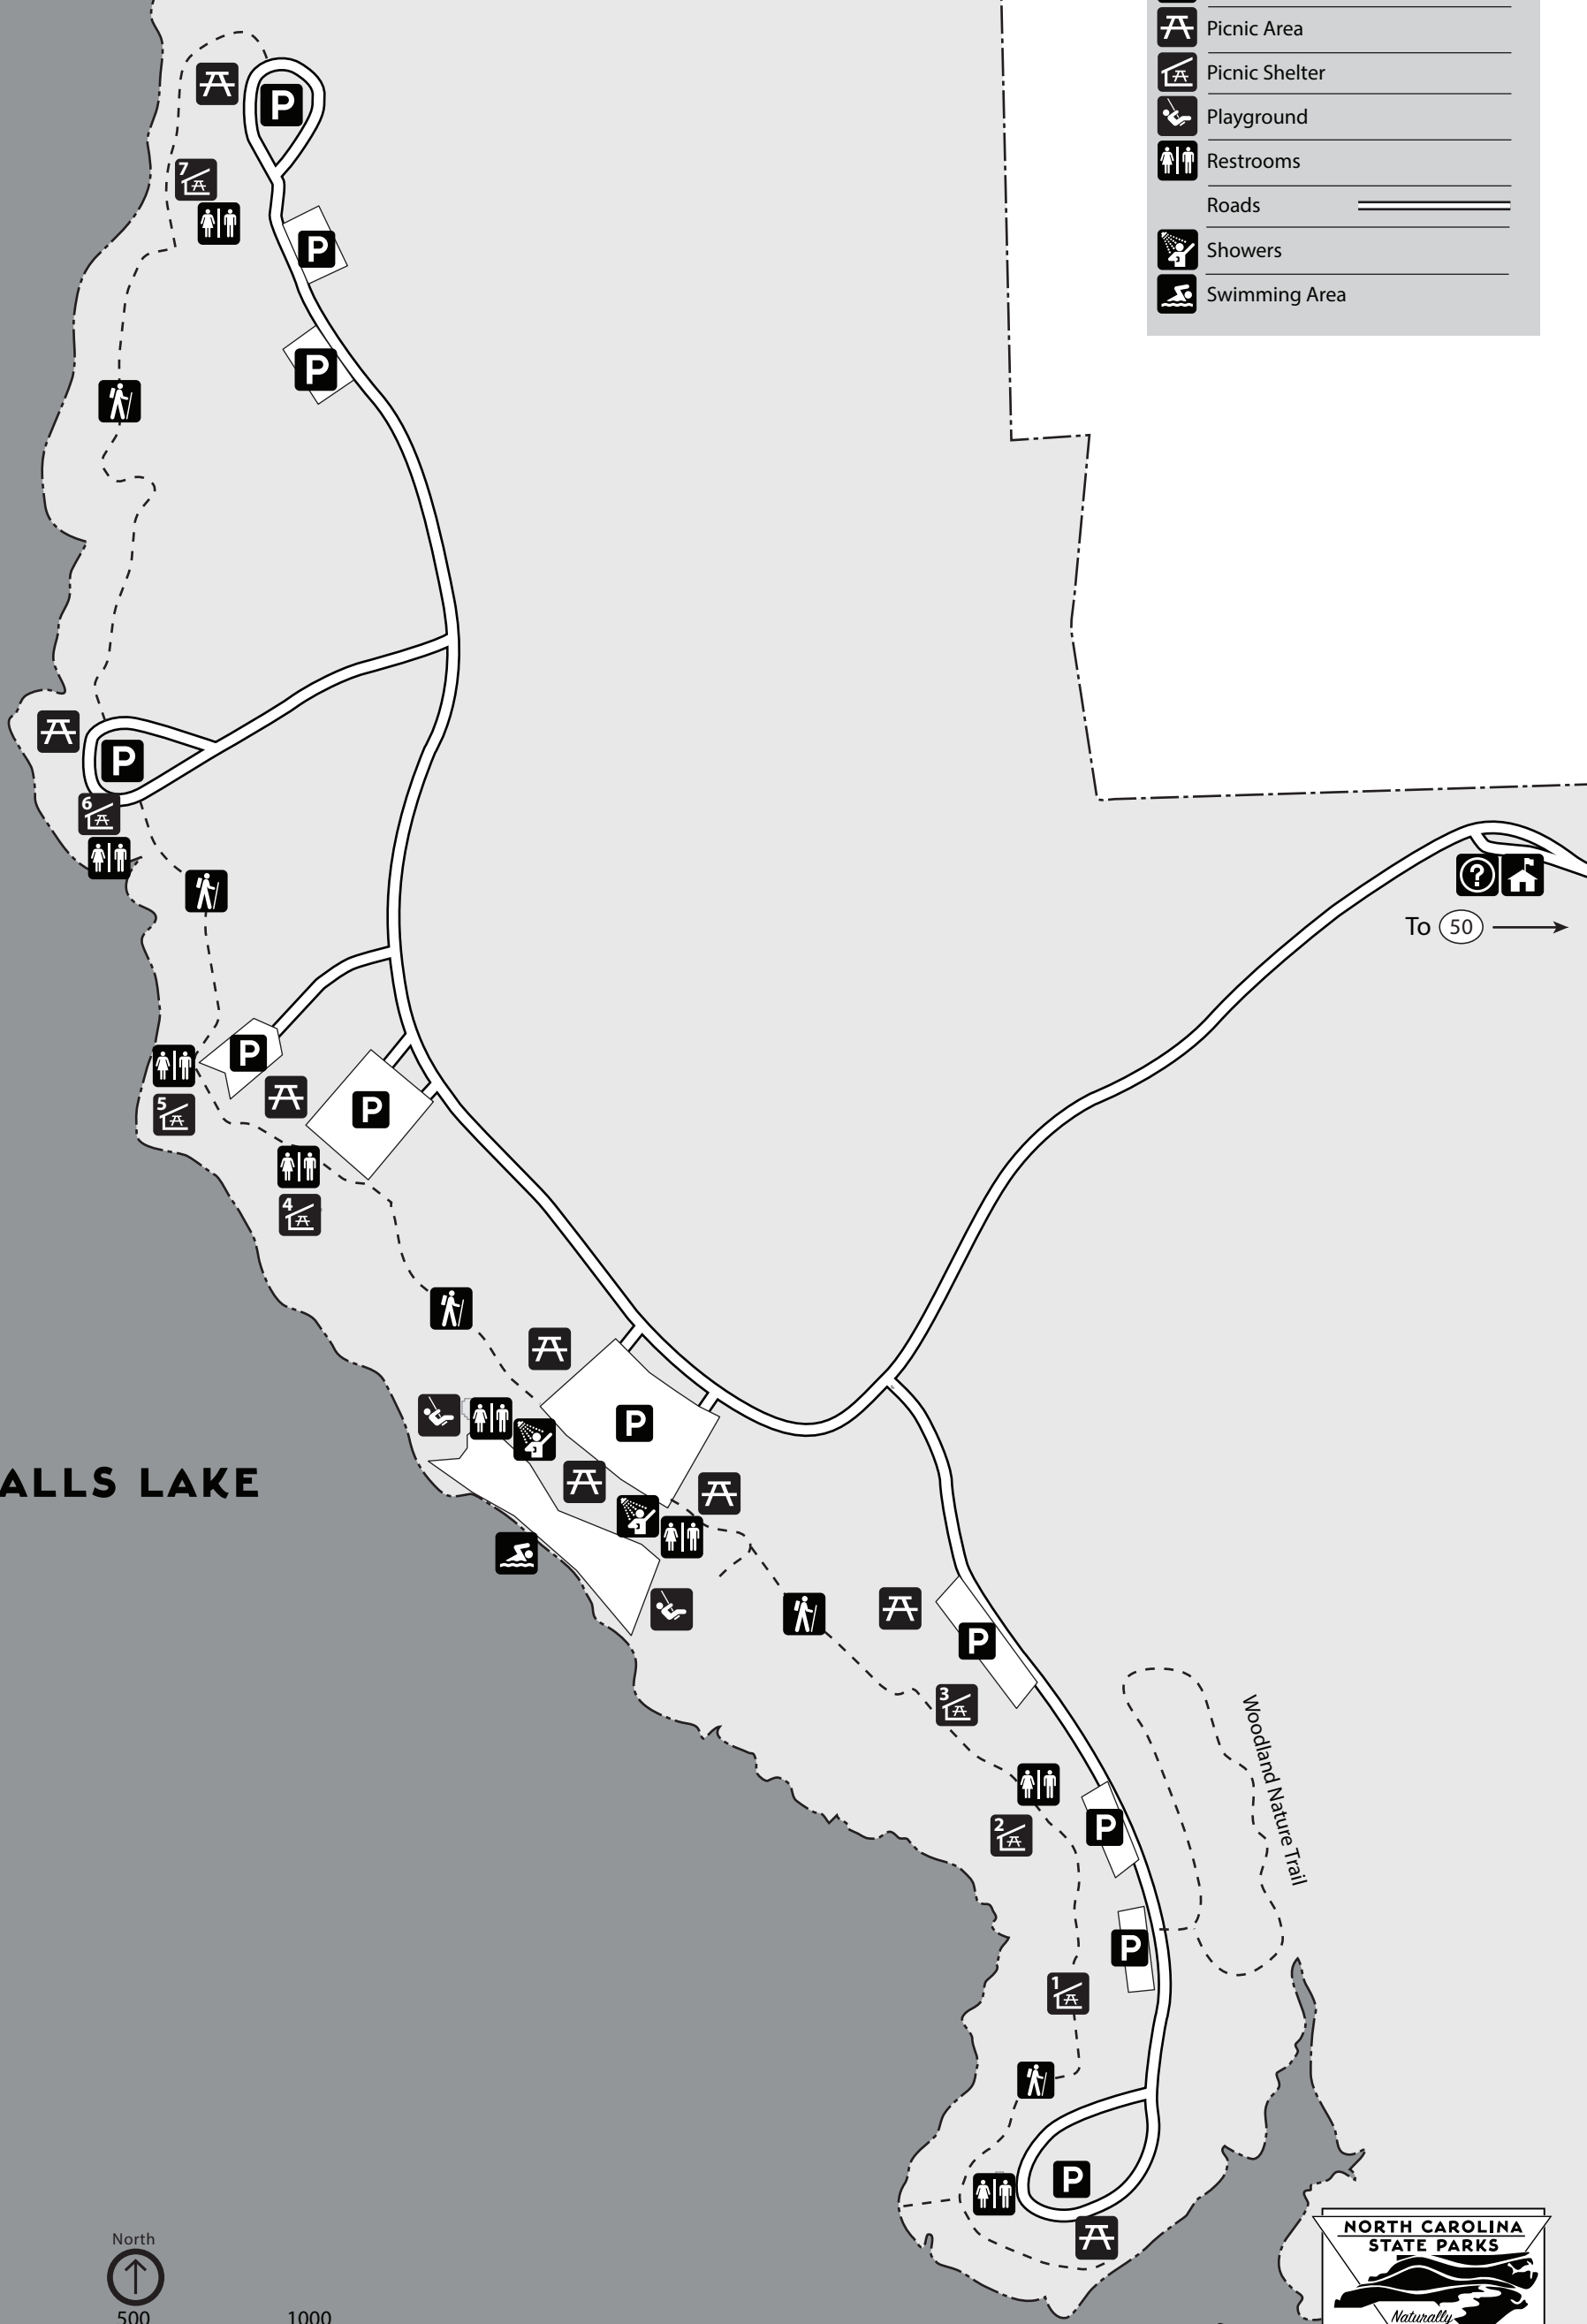 Picnic Area
Picnic Shelter
Playground
Restrooms
Roads
Showers
Swimming Area
P
7
P
P
P
6
?
To 50
P
P
5
4
P
ALLS LAKE
P
3
Woodland Nature Trail
P
2
P
1
P
North
500 1000
NORTH CAROLINA
STATE PARKS
Naturally